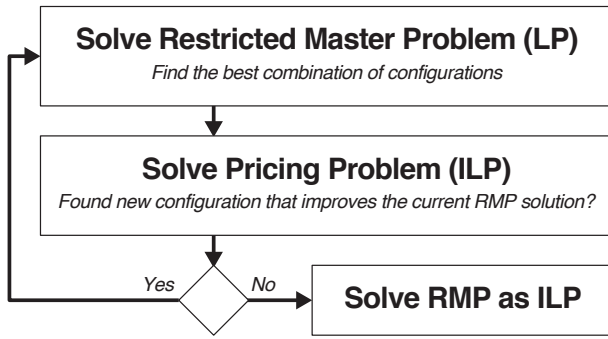 Solve Restricted Master Problem (LP)
Find the best combination of configurations
Solve Pricing Problem (ILP)
Found new configuration that improves the current RMP solution?
Yes
No
Solve RMP as ILP